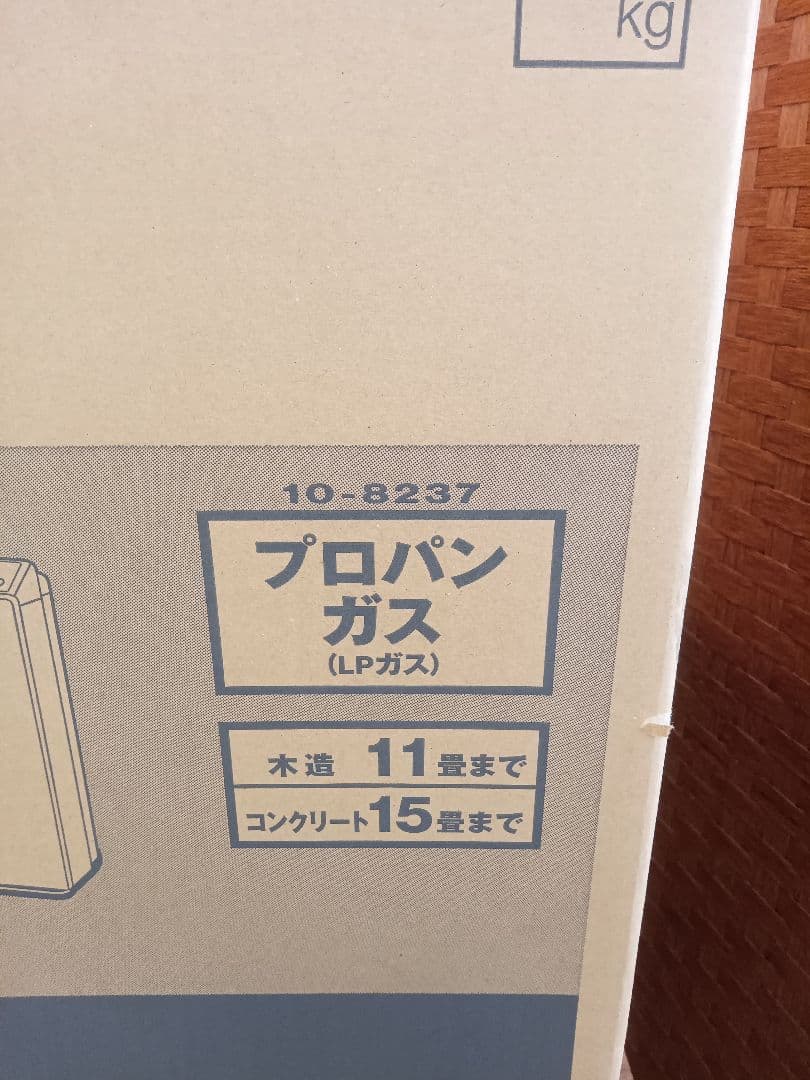 kg
10-8237
プロパン
ガス
(LPガス)
木造 11畳まで
コンクリート15畳まで